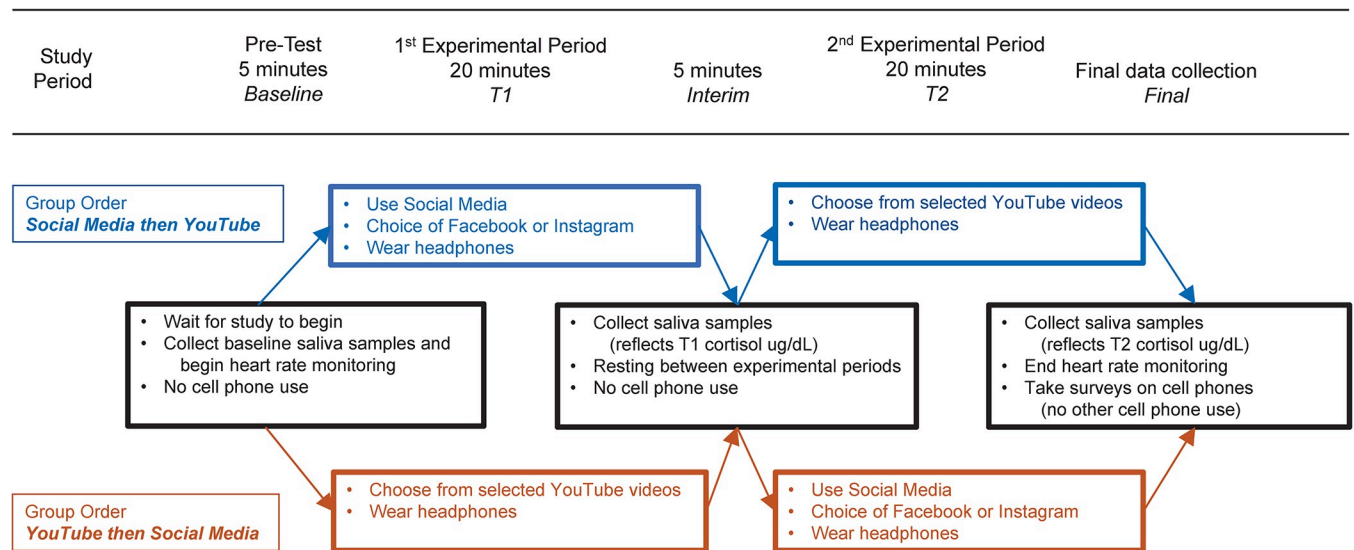 Study
Period
Pre-Test
5 minutes
Baseline
1st Experimental Period
20 minutes
T1
5 minutes
Interim
2nd Experimental Period
20 minutes
T2
Final data collection
Final
Group Order
Social Media then YouTube
• Use Social Media
• Choice of Facebook or Instagram
• Wear headphones
• Choose from selected YouTube videos
• Wear headphones
• Wait for study to begin
• Collect baseline saliva samples and
begin heart rate monitoring
• No cell phone use
• Collect saliva samples
(reflects T1 cortisol ug/dL)
• Resting between experimental periods
• No cell phone use
• Collect saliva samples
(reflects T2 cortisol ug/dL)
• End heart rate monitoring
• Take surveys on cell phones
(no other cell phone use)
Group Order
YouTube then Social Media
• Choose from selected YouTube videos
• Wear headphones
• Use Social Media
• Choice of Facebook or Instagram
• Wear headphones